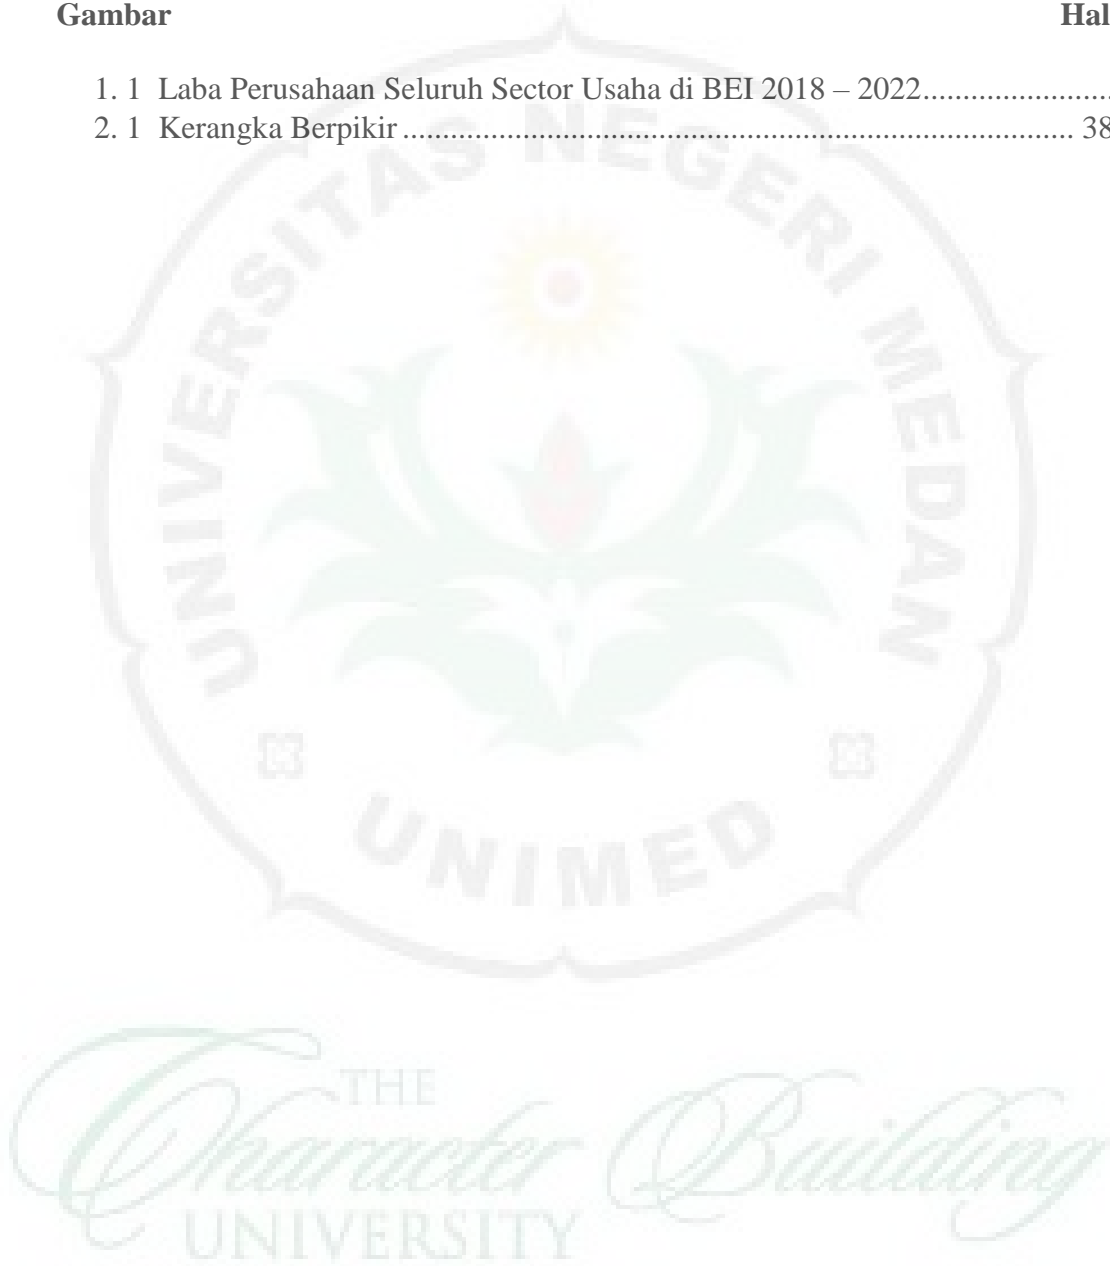 Gambar Hal
1. 1 Laba Perusahaan Seluruh Sector Usaha di BEI 2018 – 2022......................
2. 1 Kerangka Berpikir ........................................................................ 38
UNIVERSITAS NEGERI MEDAN
UNIMED
THE
Character Building
UNIVERSITY